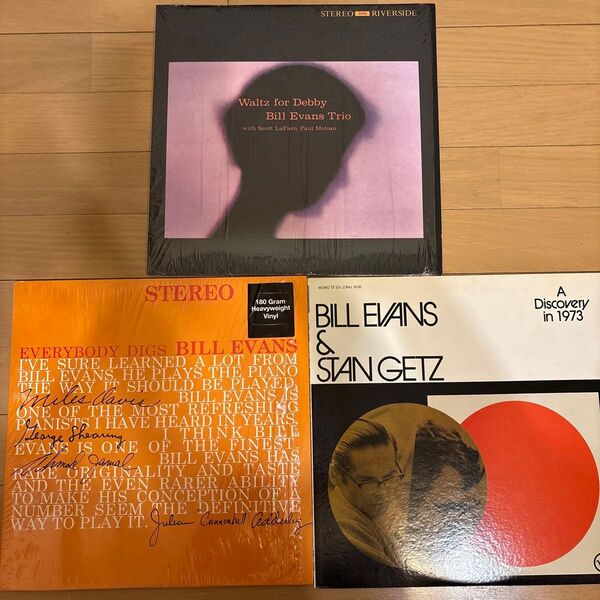 STEREO RIVERSIDE
Waltz for Debby
Bill Evans Trio
with Scott LaFaro, Paul Motian
STEREO
180 Gram
Heavyweight
Vinyl
EVERYBODY DIGS BILL EVANS
I'VE SURE LEARNED A LOT FROM
BILL EVANS. HE PLAYS THE PIANO
THE WAY IT SHOULD BE PLAYED.
Miles Davis BILL EVANS IS
ONE OF THE MOST REFRESHING
PIANISTS I HAVE HEARD IN YEARS.
George Shearing I THINK BILL
EVANS IS ONE OF THE FINEST.
Ahmad Jamal BILL EVANS HAS
RARE ORIGINALITY AND TASTE
AND THE EVEN RARER ABILITY
TO MAKE HIS CONCEPTION OF A
NUMBER SEEM THE DEFINITIVE
WAY TO PLAY IT. Julian Cannonball Adderley
A
Discovery
in 1973
BILL EVANS
&
STAN GETZ